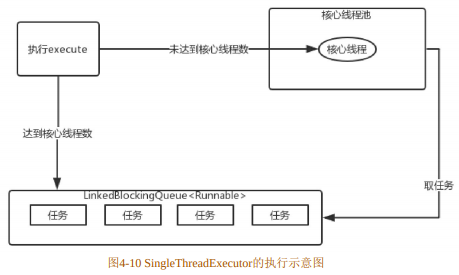 核心线程池
执行execute
未达到核心线程数
核心线程
达到核心线程数
取任务
LinkedBlockingQueue<Runnable>
任务
任务
任务
任务
图4-10 SingleThreadExecutor的执行示意图